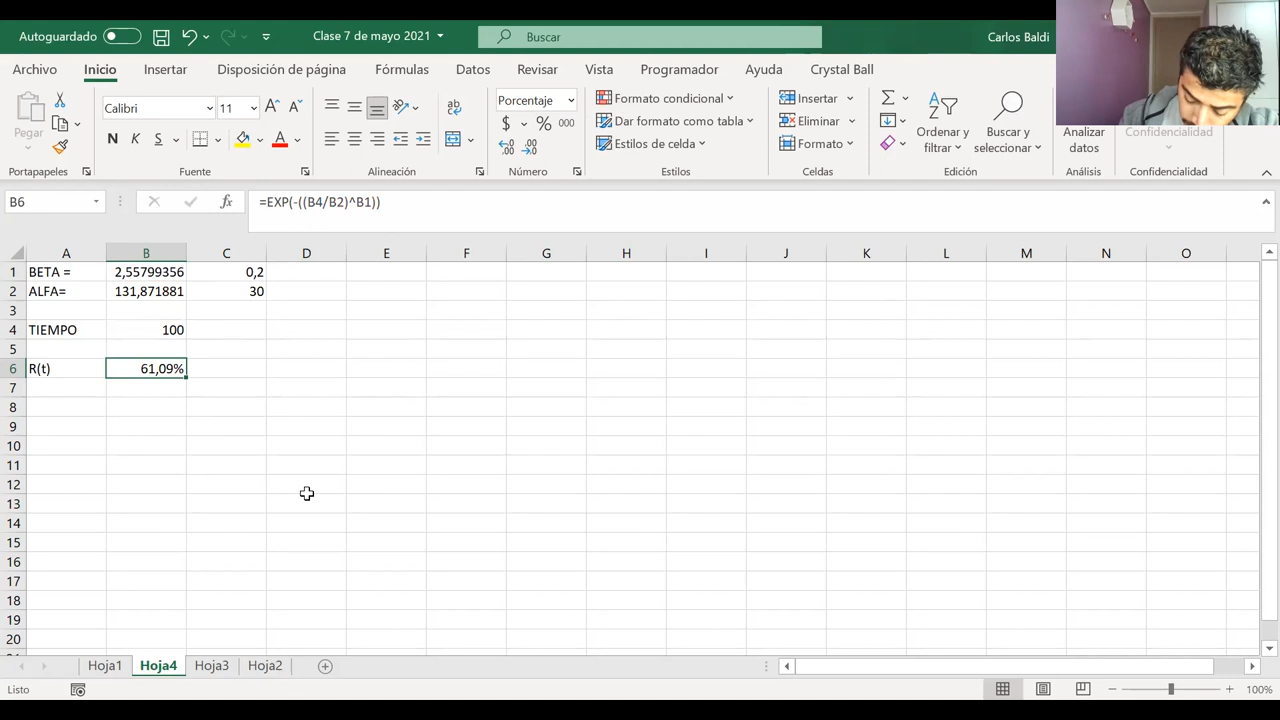 Autoguardado
Clase 7 de mayo 2021
Buscar
Carlos Baldi
Archivo Inicio Insertar Disposición de página Fórmulas Datos Revisar Vista Programador Ayuda Crystal Ball
Pegar
Portapapeles
Calibri 11
N K S
Fuente
Alineación
Porcentaje
$ % 000
Número
Formato condicional
Dar formato como tabla
Estilos de celda
Estilos
Insertar
Eliminar
Formato
Celdas
Ordenar y filtrar
Buscar y seleccionar
Edición
Analizar datos
Análisis
Confidencialidad
Confidencialidad
B6 fx =EXP(-((B4/B2)^B1))
A B C D E F G H I J K L M N O
1 BETA = 2,55799356 0,2
2 ALFA= 131,871881 30
3
4 TIEMPO 100
5
6 R(t) 61,09%
7
8
9
10
11
12
13
14
15
16
17
18
19
20
Hoja1 Hoja4 Hoja3 Hoja2
Listo
100%